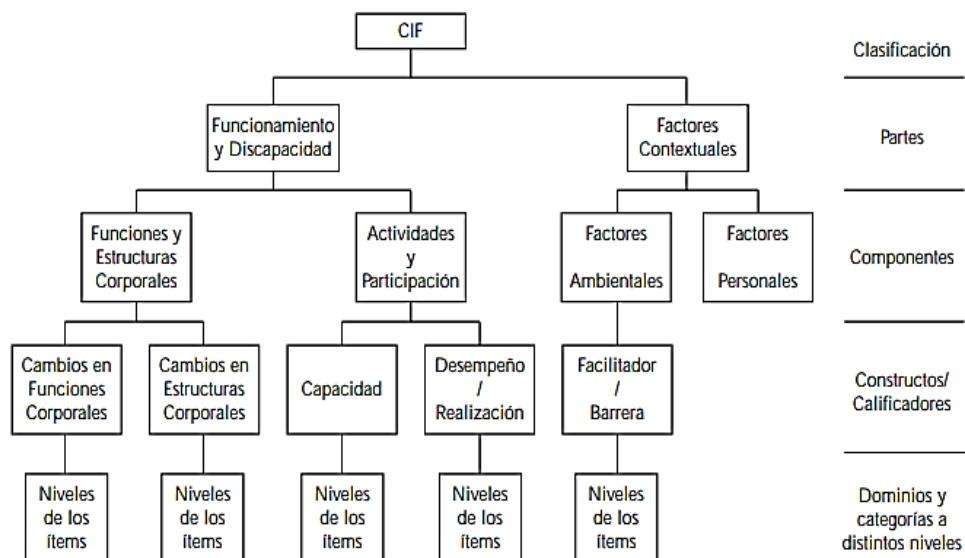 CIF
Clasificación
Funcionamiento
y Discapacidad
Factores
Contextuales
Partes
Funciones y
Estructuras
Corporales
Actividades
y
Participación
Factores
Ambientales
Factores
Personales
Componentes
Cambios en
Funciones
Corporales
Cambios en
Estructuras
Corporales
Capacidad
Desempeño
/
Realización
Facilitador
/
Barrera
Constructos/
Calificadores
Niveles
de los
ítems
Niveles
de los
ítems
Niveles
de los
ítems
Niveles
de los
ítems
Niveles
de los
ítems
Dominios y
categorías a
distintos niveles